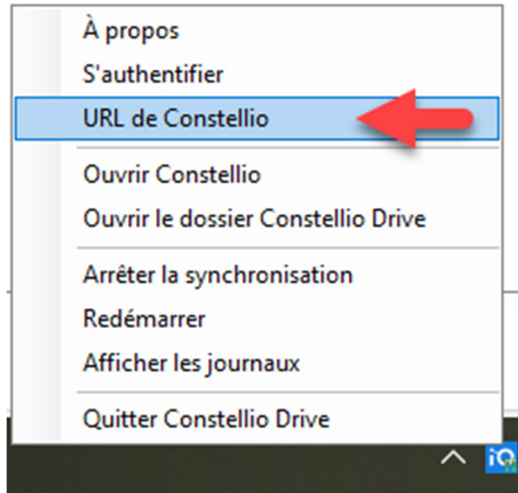 À propos
S'authentifier
URL de Constellio
Ouvrir Constellio
Ouvrir le dossier Constellio Drive
Arrêter la synchronisation
Redémarrer
Afficher les journaux
Quitter Constellio Drive
iQ